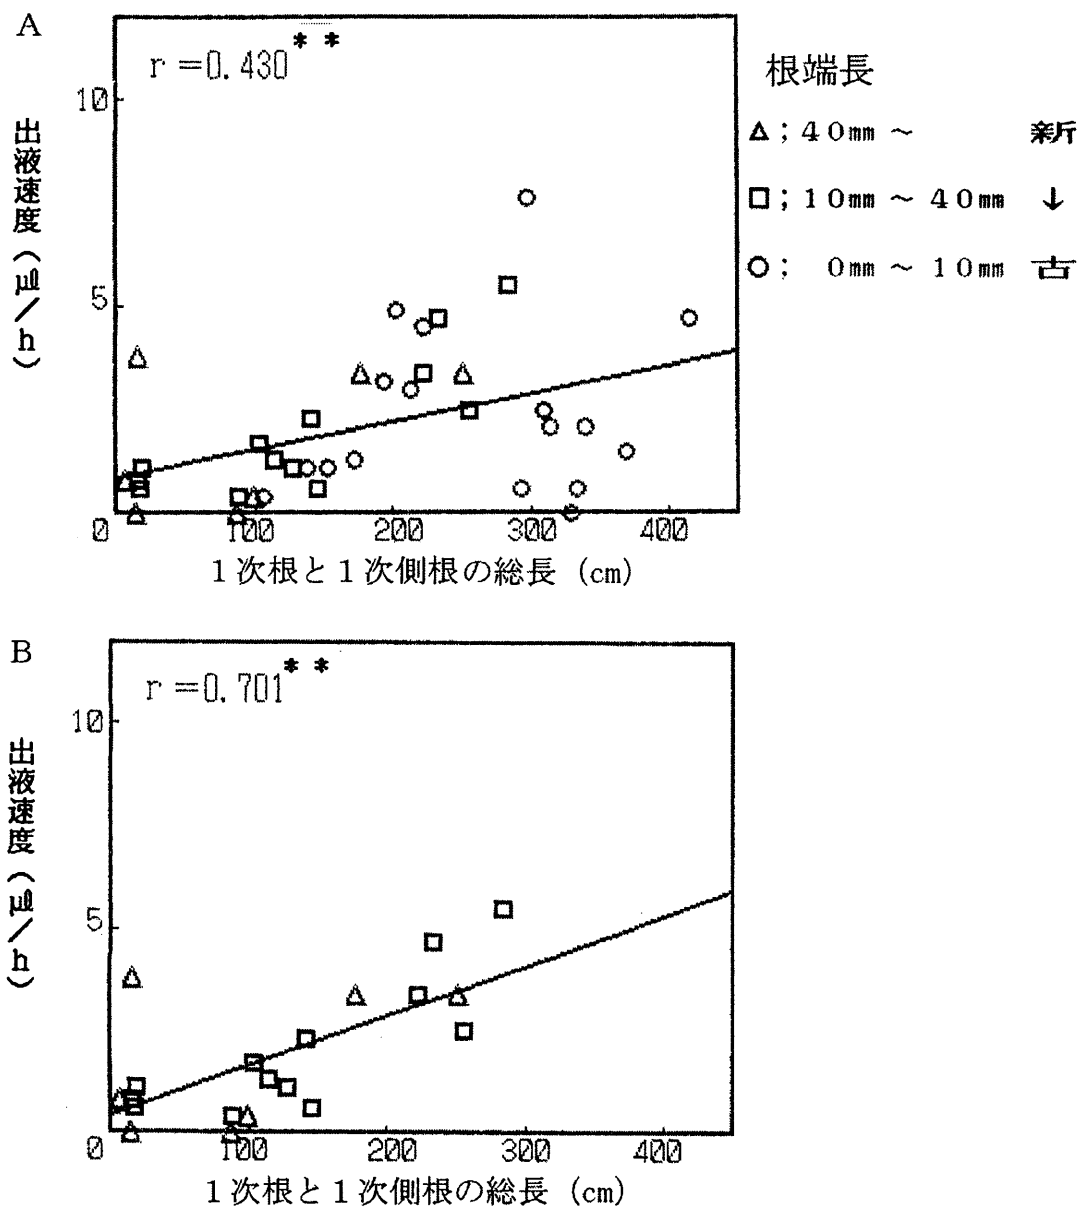 A
r=0.430**
10
5
0 100 200 300 400
出液速度(μl/h)
1次根と1次側根の総長 (cm)
根端長
△;40㎜~ 新
□;10㎜~40㎜ ↓
○; 0㎜~10㎜ 古
B
r=0.701**
10
5
0 100 200 300 400
出液速度(μl/h)
1次根と1次側根の総長 (cm)